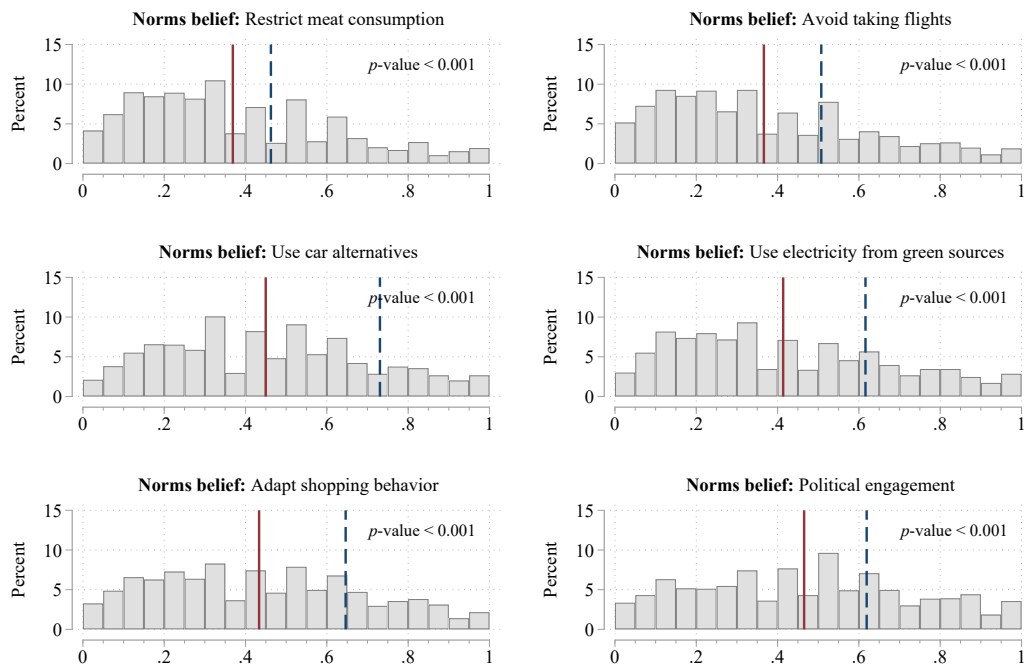 Norms belief: Restrict meat consumption
15
10
5
0
Percent
p-value < 0.001
0 .2 .4 .6 .8 1
Norms belief: Avoid taking flights
15
10
5
0
Percent
p-value < 0.001
0 .2 .4 .6 .8 1
Norms belief: Use car alternatives
15
10
5
0
Percent
p-value < 0.001
0 .2 .4 .6 .8 1
Norms belief: Use electricity from green sources
15
10
5
0
Percent
p-value < 0.001
0 .2 .4 .6 .8 1
Norms belief: Adapt shopping behavior
15
10
5
0
Percent
p-value < 0.001
0 .2 .4 .6 .8 1
Norms belief: Political engagement
15
10
5
0
Percent
p-value < 0.001
0 .2 .4 .6 .8 1